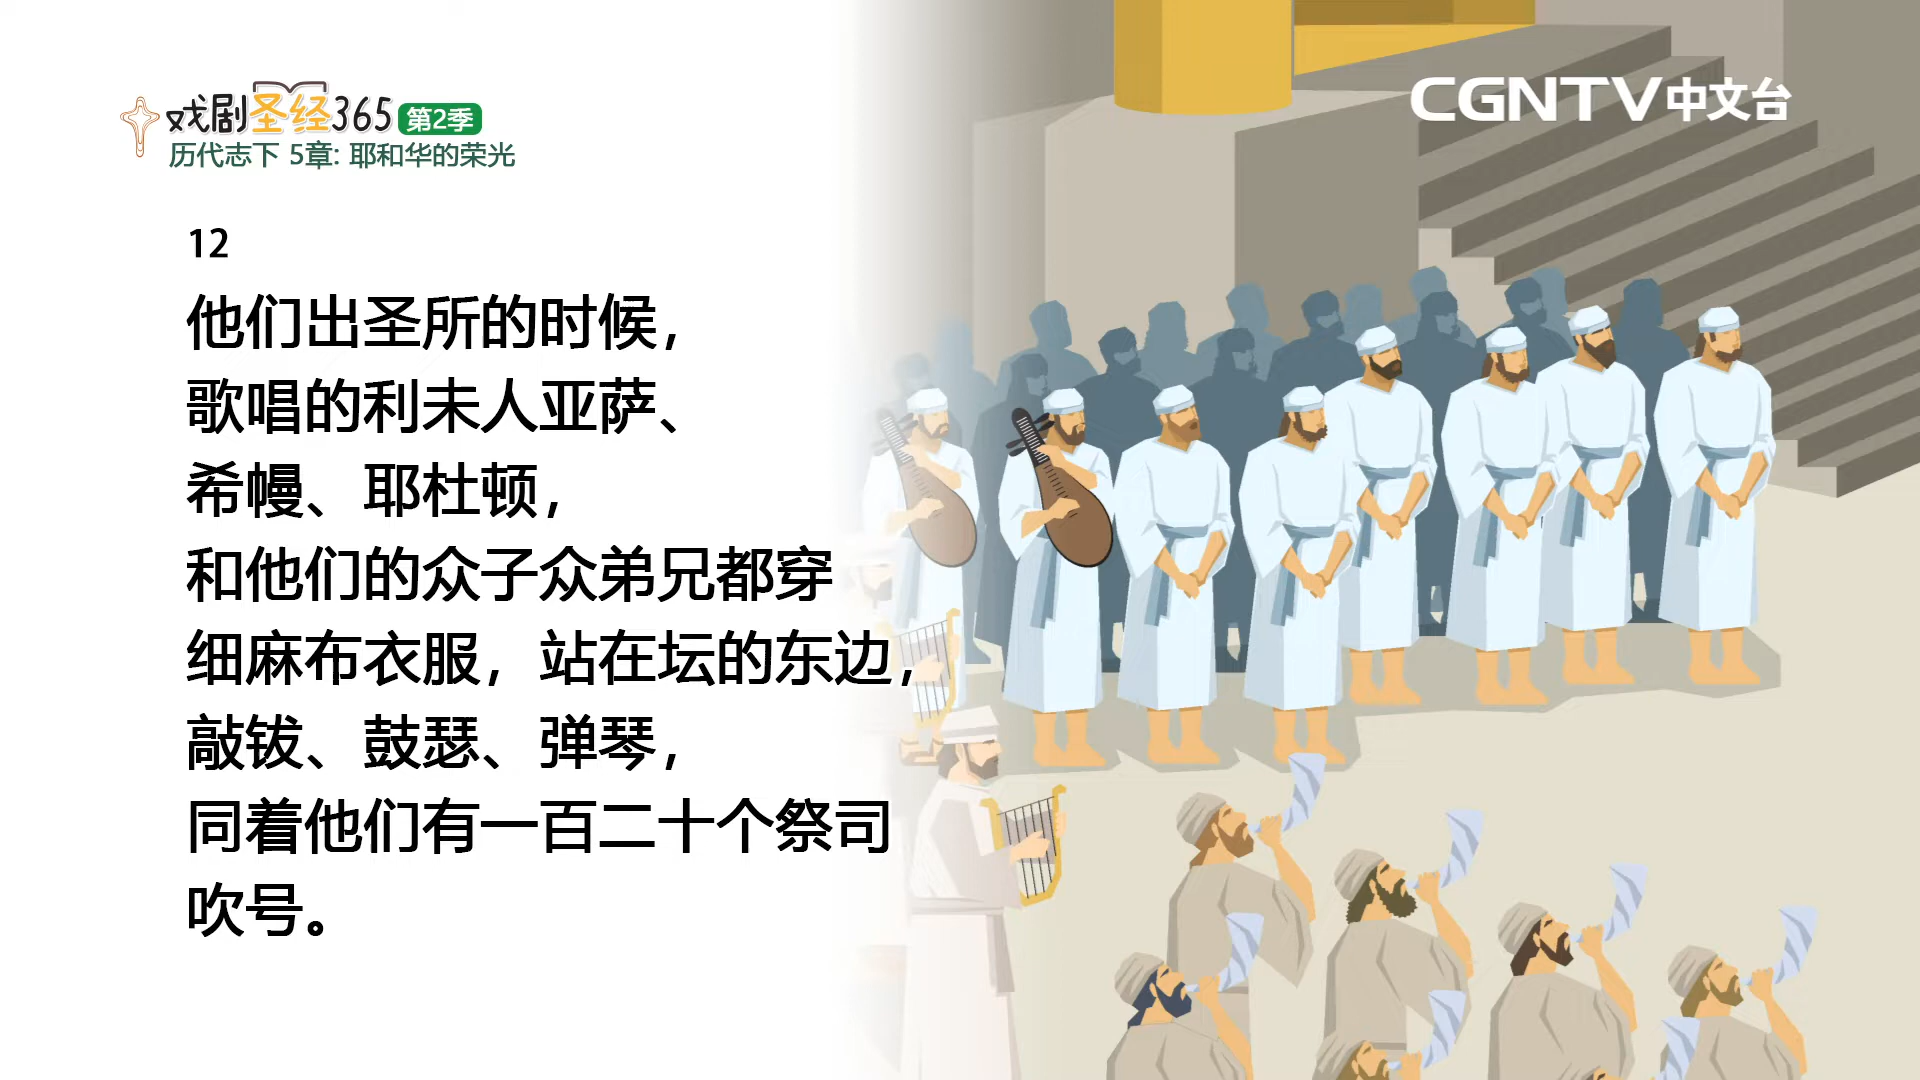 戏剧圣经365 第2季
CGNTV中文台
历代志下 5章: 耶和华的荣光
12
他们出圣所的时候，
歌唱的利未人亚萨、
希幔、耶杜顿，
和他们的众子众弟兄都穿
细麻布衣服，站在坛的东边，
敲钹、鼓瑟、弹琴，
同着他们有一百二十个祭司
吹号。